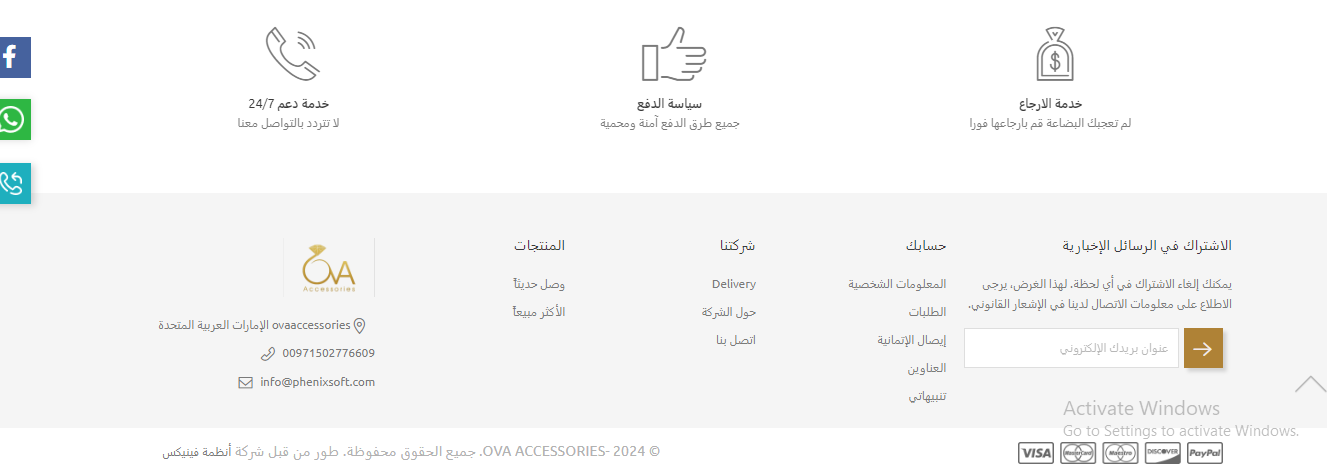 خدمة الارجاع
لم تعجبك البضاعة قم بارجاعها فورا
سياسة الدفع
جميع طرق الدفع آمنة ومحمية
خدمة دعم 24/7
لا تتردد بالتواصل معنا
الاشتراك في الرسائل الإخبارية
يمكنك إلغاء الاشتراك في أي لحظة. لهذا الغرض، يرجى
الاطلاع على معلومات الاتصال لدينا في الإشعار القانوني.
عنوان بريدك الإلكتروني
حسابك
المعلومات الشخصية
الطلبات
إيصال الإتمانية
العناوين
تنبيهاتي
شركتنا
Delivery
حول الشركة
اتصل بنا
المنتجات
وصل حديثاً
الأكثر مبيعاً
OVA
Accessories
ovaaccessories الإمارات العربية المتحدة
00971502776609
info@phenixsoft.com
Activate Windows
Go to Settings to activate Windows.
© 2024 -OVA ACCESSORIES. جميع الحقوق محفوظة. طور من قبل شركة أنظمة فينيكس
VISA MasterCard Maestro DISCOVER PayPal